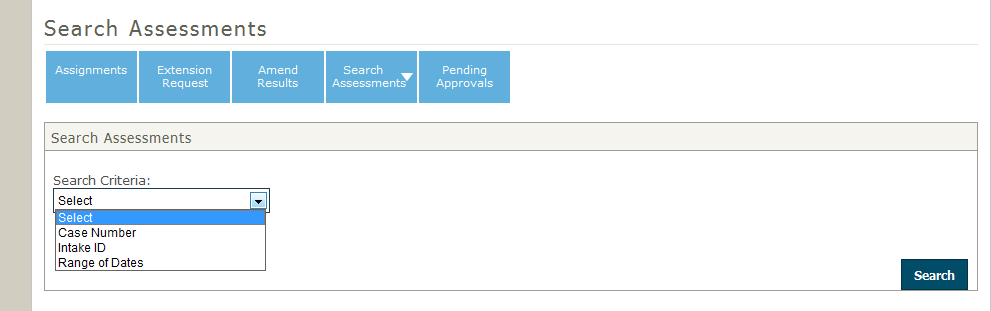 Search Assessments
Assignments
Extension
Request
Amend
Results
Search
Assessments
Pending
Approvals
Search Assessments
Search Criteria:
Select
Select
Case Number
Intake ID
Range of Dates
Search